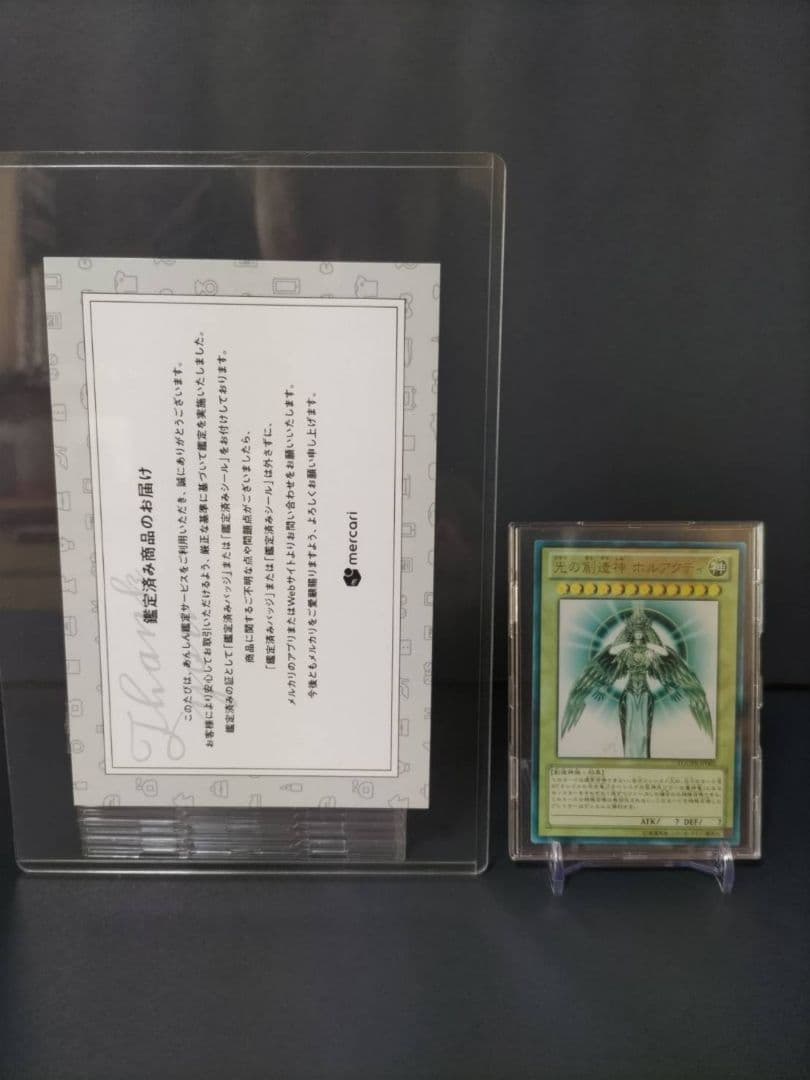 鑑定済み商品のお届け
Thank
このたびは、あんしん鑑定サービスをご利用いただき、誠にありがとうございます。
お客様により安心してお取引いただけるよう、厳正な基準に基づいて鑑定を実施いたしました。
鑑定済みの証として「鑑定済みバッジ」または「鑑定済みシール」をお付けしております。
商品に関するご不明な点や問題点がございましたら、
「鑑定済みバッジ」または「鑑定済みシール」は外さずに、
メルカリのアプリまたはWebサイトよりお問い合わせをお願いいたします。
今後ともメルカリをご愛顧賜りますよう、よろしくお願い申し上げます。
mercari
光の創造神 ホルアクティ
神
[創造神族・効果]
ATK/ ? DEF/ ?